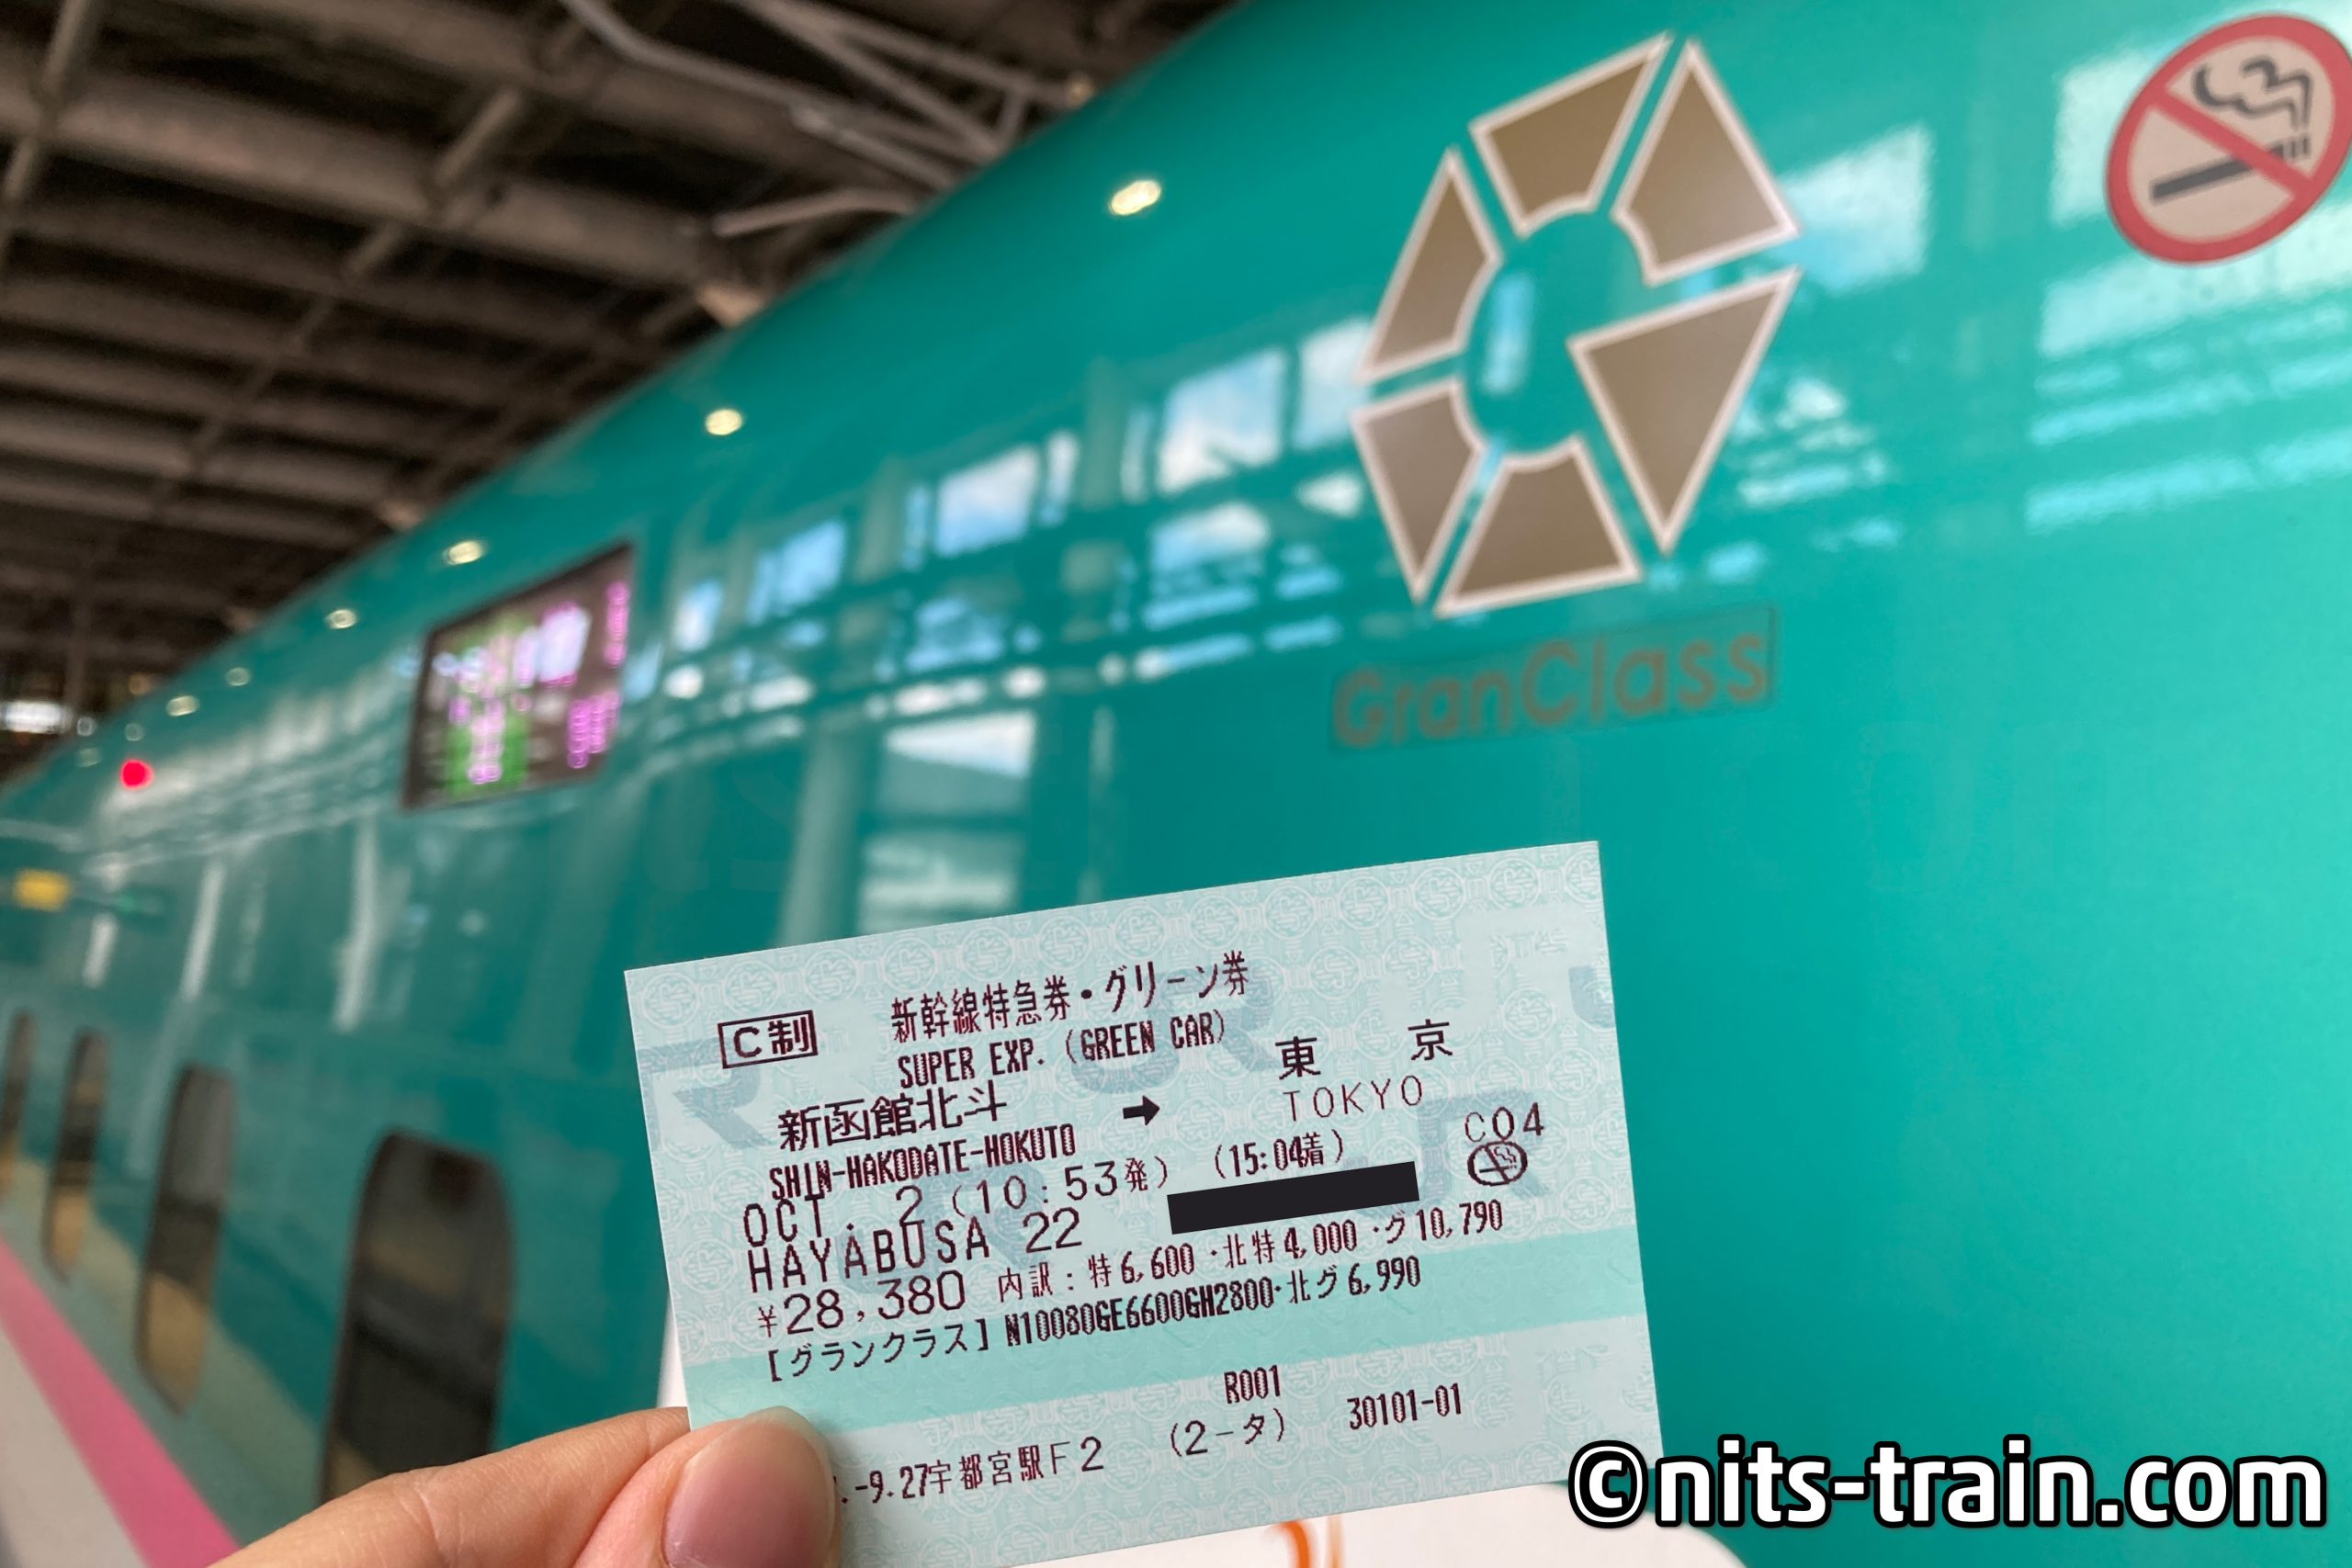 GranClass
C制
新幹線特急券・グリーン券
SUPER EXP. (GREEN CAR)
新函館北斗 → 東京
SHIN-HAKODATE-HOKUTO TOKYO
OCT. 2 (10:53発) (15:04着) C04
HAYABUSA 22
¥28,380 内訳:特6,600・北特4,000・グ10,790
[グランクラス] N10080GE6600GH2800・北グ6,990
R001
-9.27宇都宮駅F2 (2-タ) 30101-01
©nits-train.com